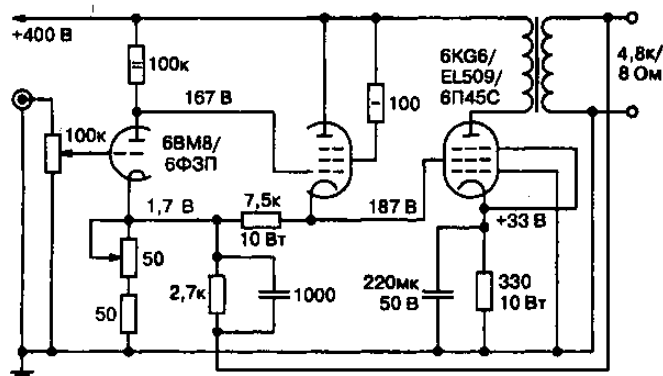 +400 В
100к
167 В
100
6KG6/
EL509/
6П45С
4,8к/
8 Ом
100к
6BM8/
6ФЗП
1,7 В
7,5к
10 Вт
187 В
+33 В
50
50
2,7к
1000
220мк
50 В
330
10 Вт